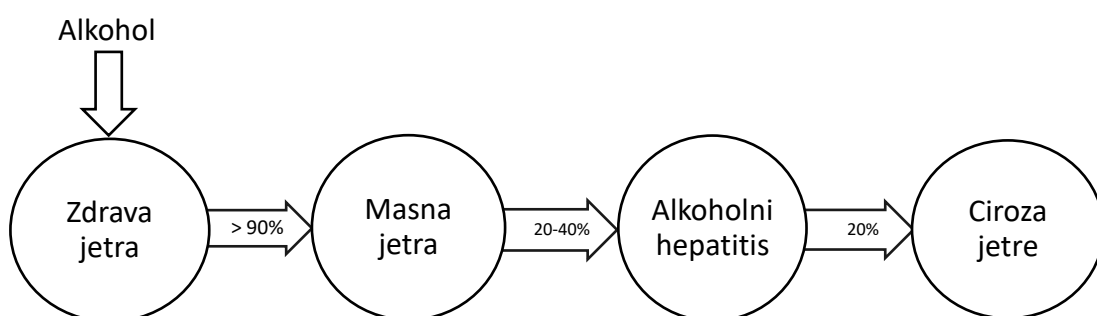 Alkohol
Zdrava
jetra
> 90%
Masna
jetra
20-40%
Alkoholni
hepatitis
20%
Ciroza
jetre